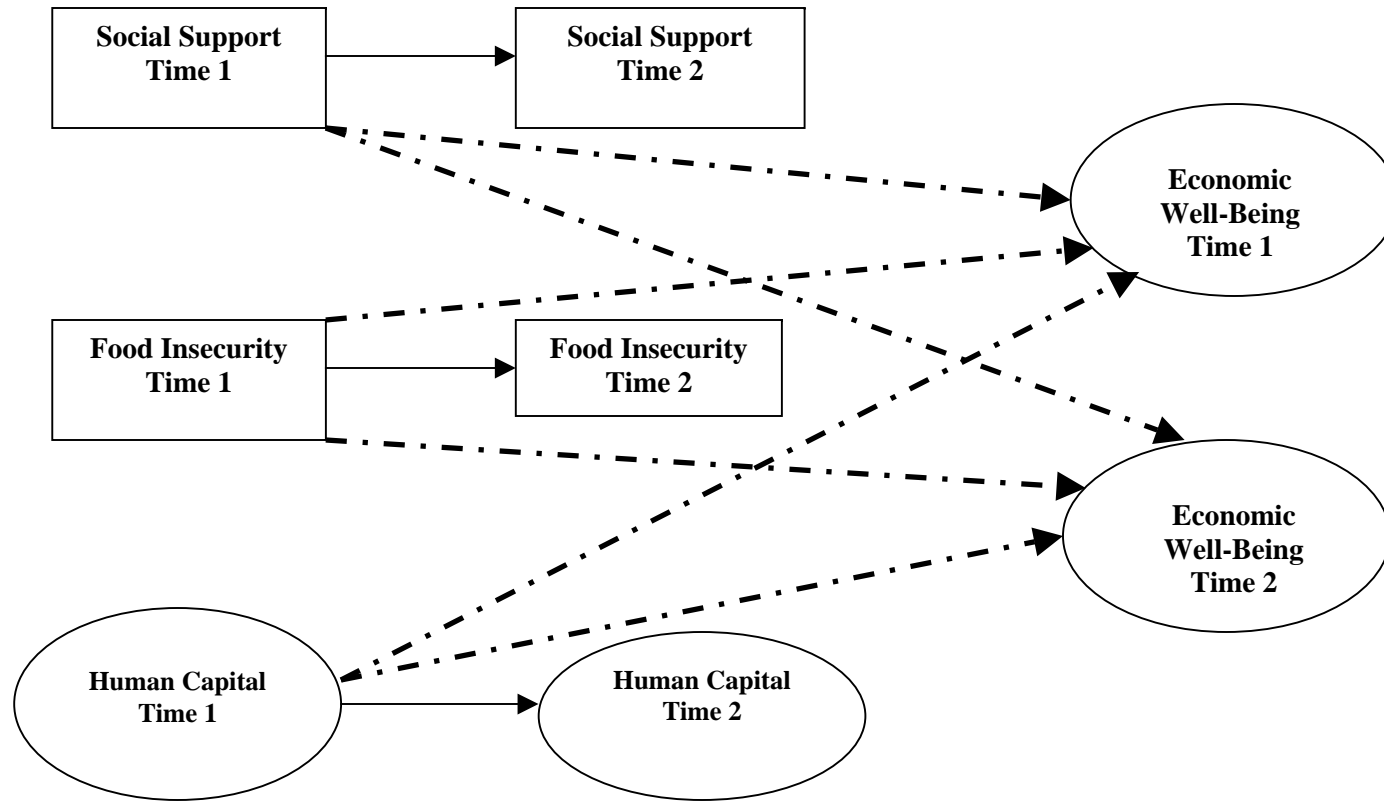 Social Support
Time 1
Social Support
Time 2
Economic
Well-Being
Time 1
Food Insecurity
Time 1
Food Insecurity
Time 2
Economic
Well-Being
Time 2
Human Capital
Time 1
Human Capital
Time 2